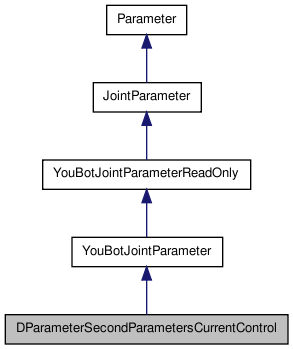 Parameter
JointParameter
YouBotJointParameterReadOnly
YouBotJointParameter
DParameterSecondParametersCurrentControl